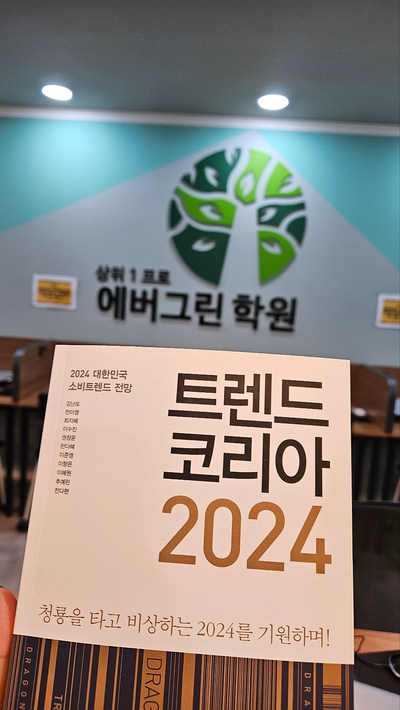 상위 1 프로
에버그린 학원
2024 대한민국
소비트렌드 전망
김난도
전미영
최지혜
이수진
권정윤
한다혜
이준영
이향은
이혜원
추예린
전다현
트렌드
코리아
2024
청룡을 타고 비상하는 2024를 기원하며!
DRAGON
TR
DRAG
DRAGON